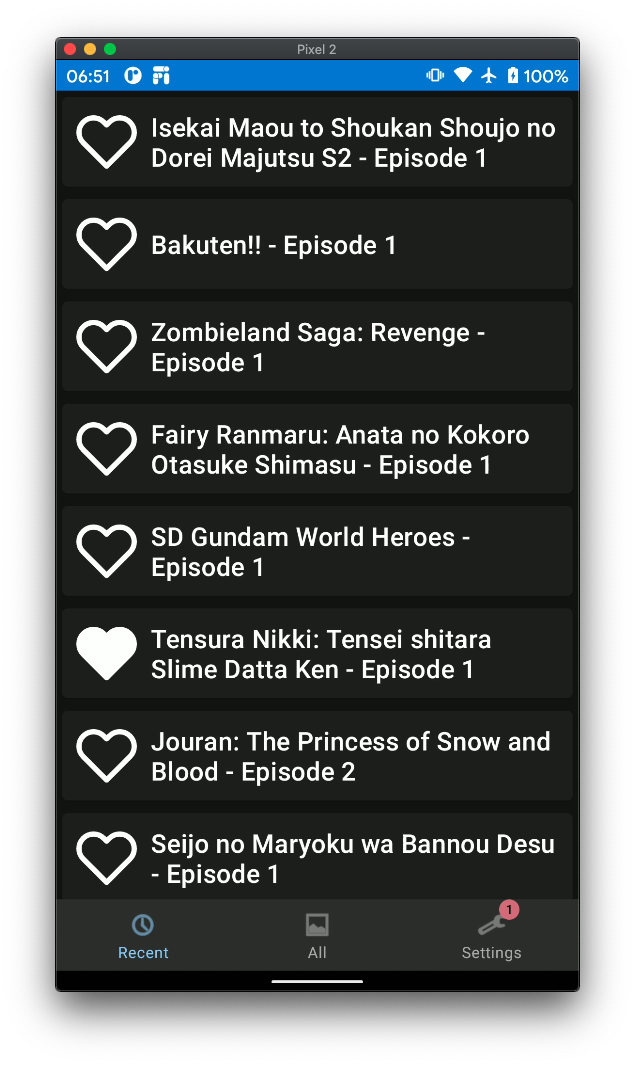 Pixel 2
06:51 100%
Isekai Maou to Shoukan Shoujo no
Dorei Majutsu S2 - Episode 1
Bakuten!! - Episode 1
Zombieland Saga: Revenge -
Episode 1
Fairy Ranmaru: Anata no Kokoro
Otasuke Shimasu - Episode 1
SD Gundam World Heroes -
Episode 1
Tensura Nikki: Tensei shitara
Slime Datta Ken - Episode 1
Jouran: The Princess of Snow and
Blood - Episode 2
Seijo no Maryoku wa Bannou Desu
- Episode 1
1
Recent All Settings